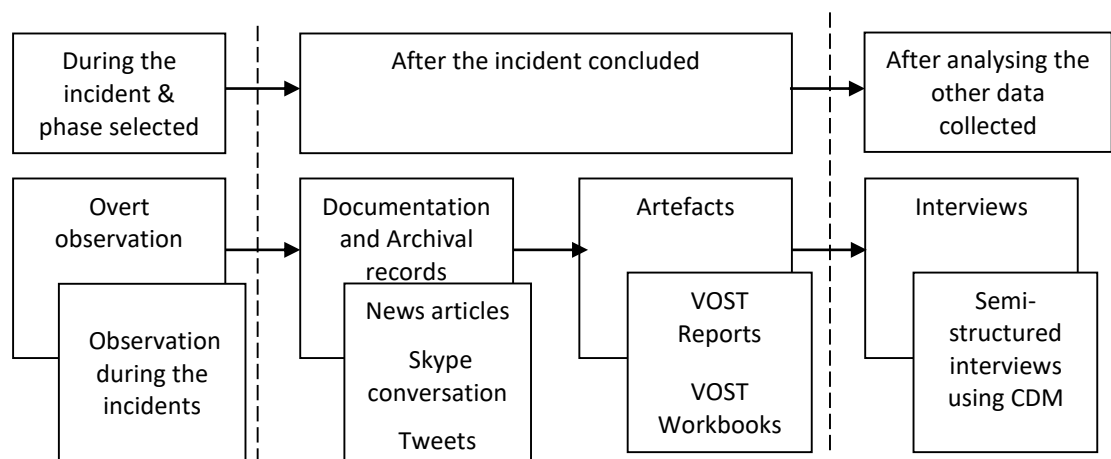 During the
incident &
phase selected
After the incident concluded
After analysing the
other data
collected
Overt
observation
Observation
during the
incidents
Documentation
and Archival
records
News articles
Skype
conversation
Tweets
Artefacts
VOST
Reports
VOST
Workbooks
Interviews
Semi-
structured
interviews
using CDM